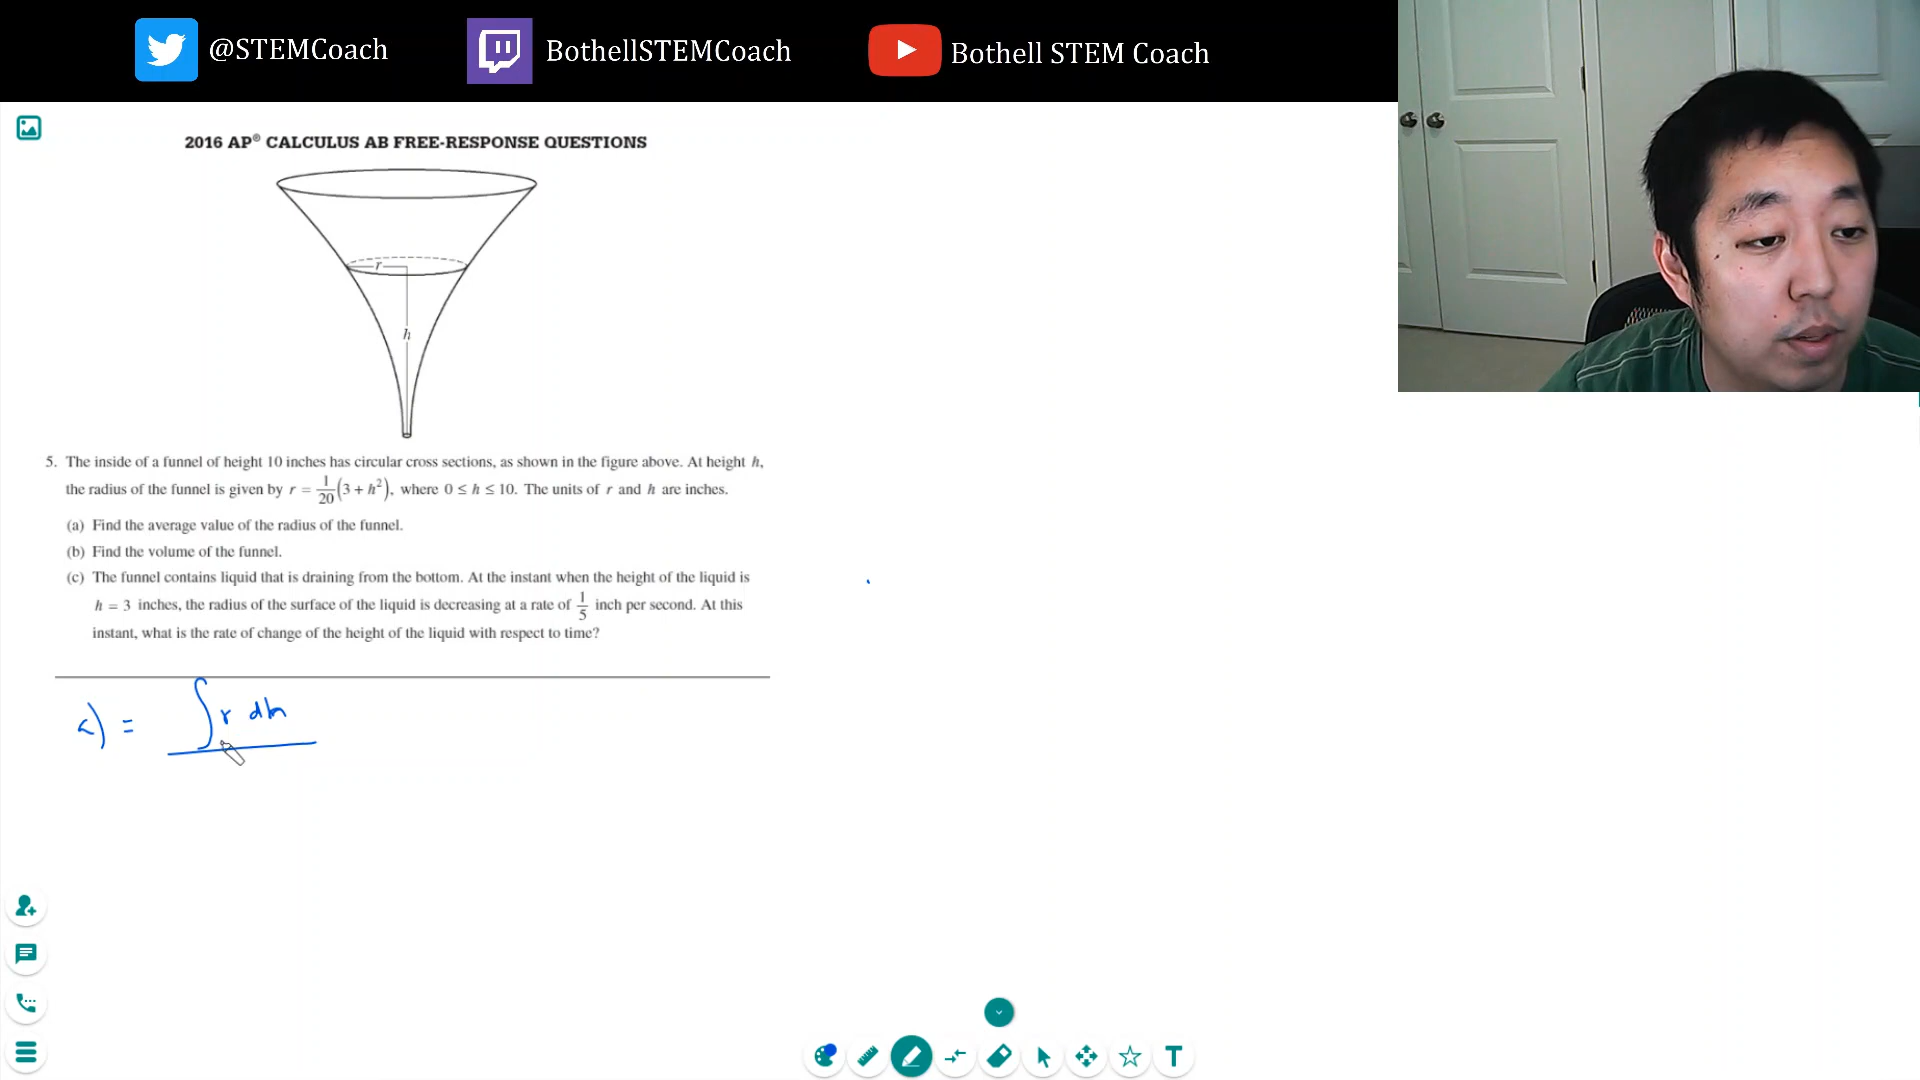 @STEMCoach BothellSTEMCoach Bothell STEM Coach
2016 AP® CALCULUS AB FREE-RESPONSE QUESTIONS
r
h
5. The inside of a funnel of height 10 inches has circular cross sections, as shown in the figure above. At height h,
the radius of the funnel is given by r = 1/20 (3 + h²), where 0 ≤ h ≤ 10. The units of r and h are inches.
(a) Find the average value of the radius of the funnel.
(b) Find the volume of the funnel.
(c) The funnel contains liquid that is draining from the bottom. At the instant when the height of the liquid is
h = 3 inches, the radius of the surface of the liquid is decreasing at a rate of 1/5 inch per second. At this
instant, what is the rate of change of the height of the liquid with respect to time?
a) = ∫ r dh
T